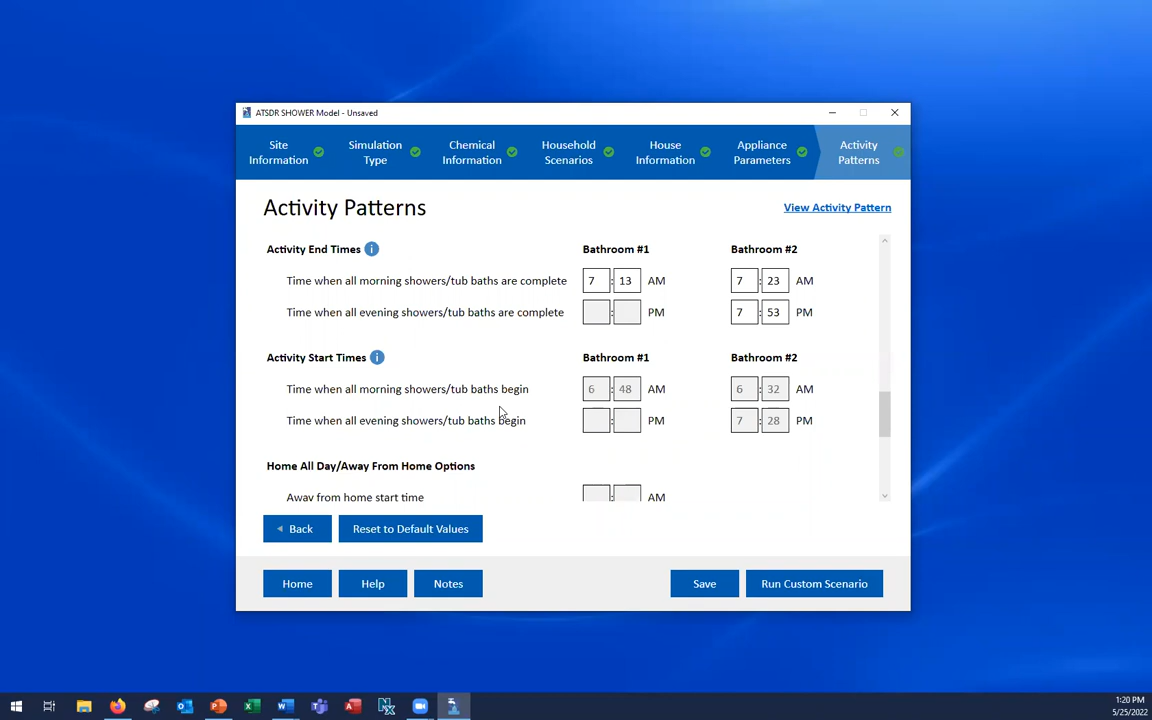 ATSDR SHOWER Model - Unsaved
Site Information
Simulation Type
Chemical Information
Household Scenarios
House Information
Appliance Parameters
Activity Patterns
Activity Patterns
View Activity Pattern
Activity End Times i Bathroom #1 Bathroom #2
Time when all morning showers/tub baths are complete 7 : 13 AM 7 : 23 AM
Time when all evening showers/tub baths are complete : PM 7 : 53 PM
Activity Start Times i Bathroom #1 Bathroom #2
Time when all morning showers/tub baths begin 6 : 48 AM 6 : 32 AM
Time when all evening showers/tub baths begin : PM 7 : 28 PM
Home All Day/Away From Home Options
Away from home start time AM
Back Reset to Default Values
Home Help Notes Save Run Custom Scenario
1:20 PM
5/25/2022